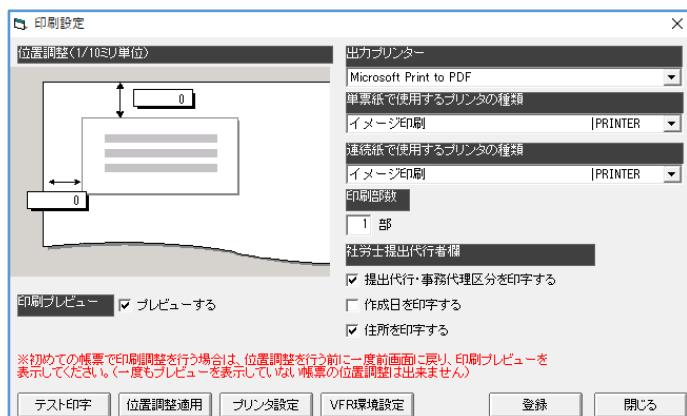 印刷設定
位置調整(1/10ミリ単位)
0
0
印刷プレビュー
プレビューする
出力プリンター
Microsoft Print to PDF
単票紙で使用するプリンタの種類
イメージ印刷 |PRINTER
連続紙で使用するプリンタの種類
イメージ印刷 |PRINTER
印刷部数
1 部
社労士提出代行者欄
提出代行・事務代理区分を印字する
作成日を印字する
住所を印字する
※初めての帳票で印刷調整を行う場合は、位置調整を行う前に一度前画面に戻り、印刷プレビューを
表示してください。(一度もプレビューを表示していない帳票の位置調整は出来ません)
テスト印字 位置調整適用 プリンタ設定 VFR環境設定 登録 閉じる